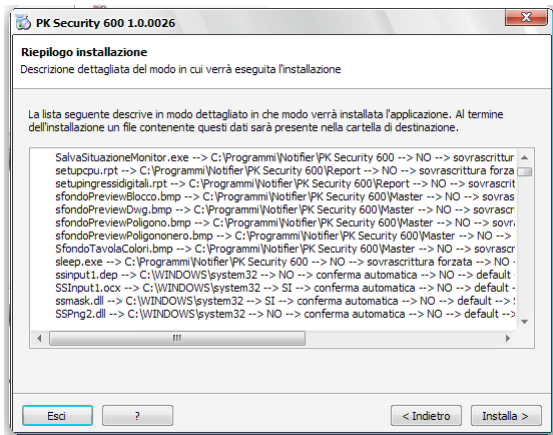 PK Security 600 1.0.0026
Riepilogo installazione
Descrizione dettagliata del modo in cui verrà eseguita l'installazione
La lista seguente descrive in modo dettagliato in che modo verrà installata l'applicazione. Al termine
dell'installazione un file contenente questi dati sarà presente nella cartella di destinazione.
SalvaSituazioneMonitor.exe --> C:\Programmi\Notifier\PK Security 600 --> NO --> sovrascrittur
setupcpu.rpt --> C:\Programmi\Notifier\PK Security 600\Report --> NO --> sovrascrittura forza
setupingressidigitali.rpt --> C:\Programmi\Notifier\PK Security 600\Report --> NO --> sovrascrit
sfondoPreviewBlocco.bmp --> C:\Programmi\Notifier\PK Security 600\Master --> NO --> sovras
sfondoPreviewDwg.bmp --> C:\Programmi\Notifier\PK Security 600\Master --> NO --> sovrascr
sfondoPreviewPoligono.bmp --> C:\Programmi\Notifier\PK Security 600\Master --> NO --> sovra
sfondoPreviewPoligononero.bmp --> C:\Programmi\Notifier\PK Security 600\Master --> NO -->
SfondoTavolaColori.bmp --> C:\Programmi\Notifier\PK Security 600\Master --> NO --> sovrascr
sleep.exe --> C:\Programmi\Notifier\PK Security 600 --> NO --> sovrascrittura forzata --> NO -
ssinput1.dep --> C:\WINDOWS\system32 --> NO --> conferma automatica --> NO --> default -
SSInput1.ocx --> C:\WINDOWS\system32 --> SI --> conferma automatica --> NO --> default -
ssmask.dll --> C:\WINDOWS\system32 --> SI --> conferma automatica --> NO --> default -->
SSPng2.dll --> C:\WINDOWS\system32 --> NO --> conferma automatica --> NO --> default -->
Esci ? < Indietro Installa >